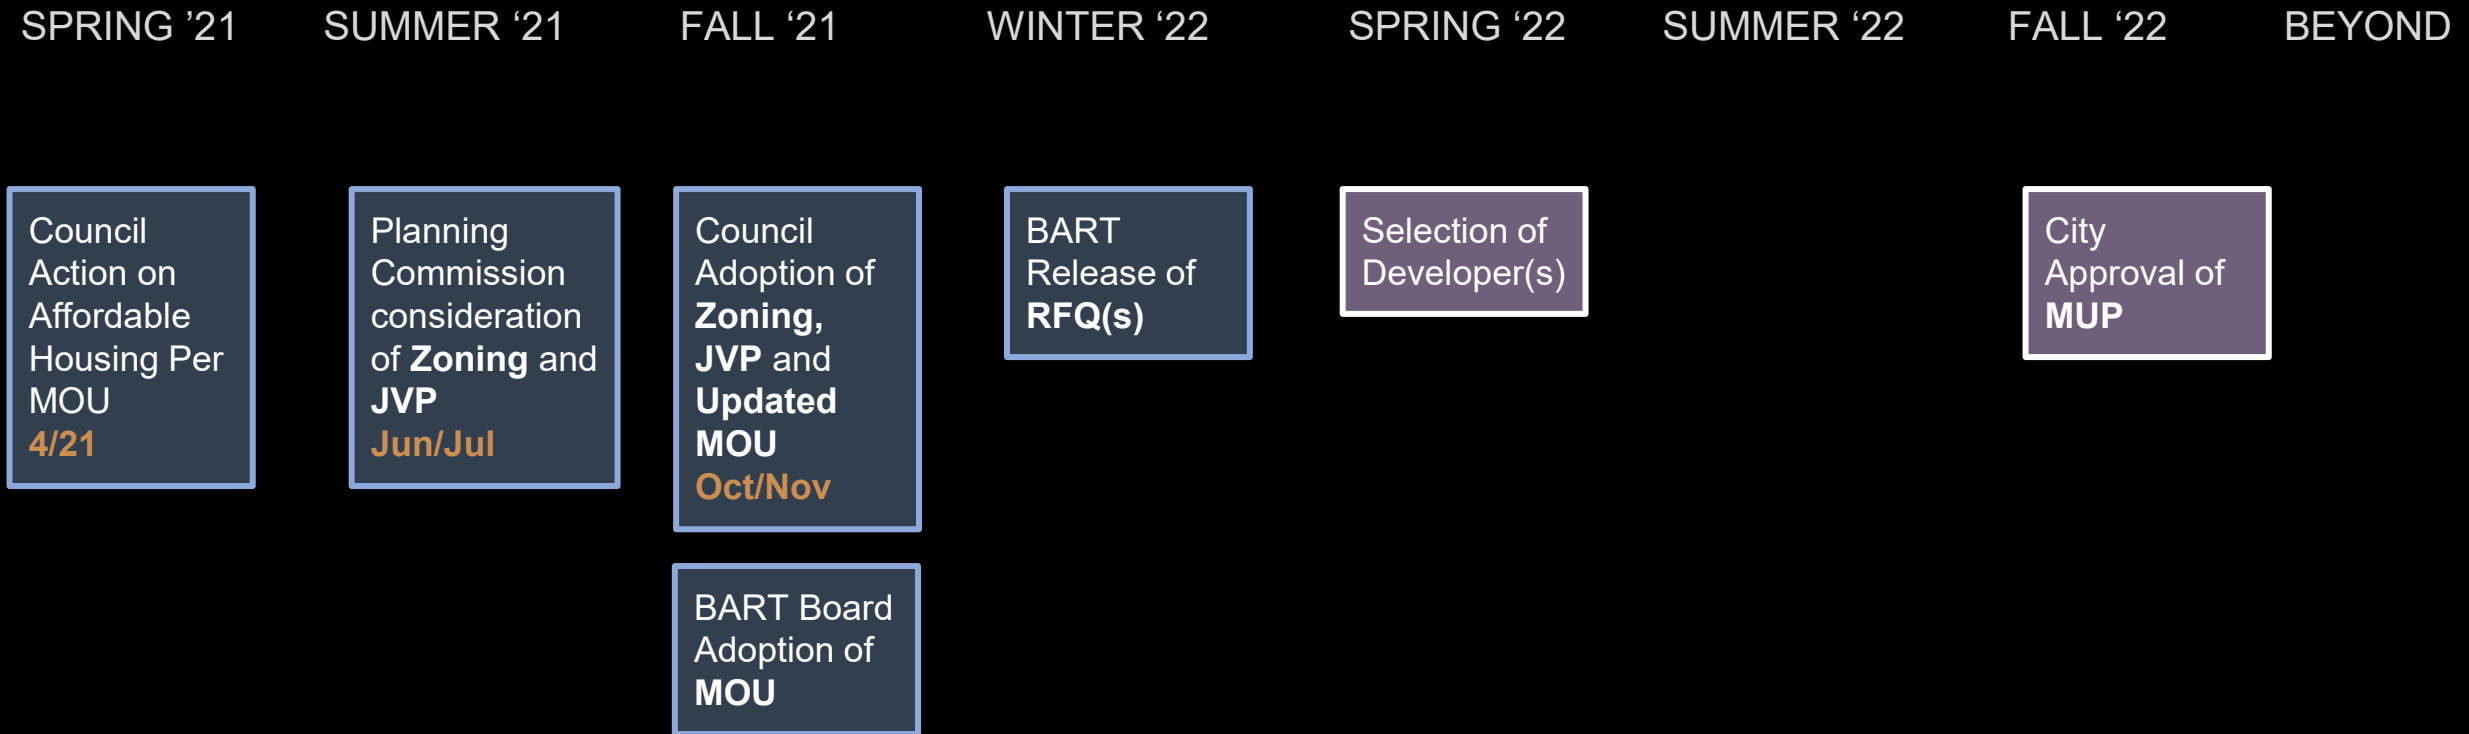 SPRING ’21
SUMMER ‘21
FALL ‘21
WINTER ‘22
SPRING ‘22
SUMMER ‘22
FALL ‘22
BEYOND
Council
Action on
Affordable
Housing Per
MOU
4/21
Planning
Commission
consideration
of Zoning and
JVP
Jun/Jul
Council
Adoption of
Zoning,
JVP and
Updated
MOU
Oct/Nov
BART Board
Adoption of
MOU
BART
Release of
RFQ(s)
Selection of
Developer(s)
City
Approval of
MUP